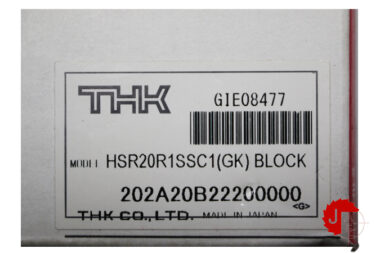 THK GIE08477
MODEL HSR20R1SSC1(GK) BLOCK
202A20B22200000
<G>
THK CO.,LTD. MADE IN JAPAN